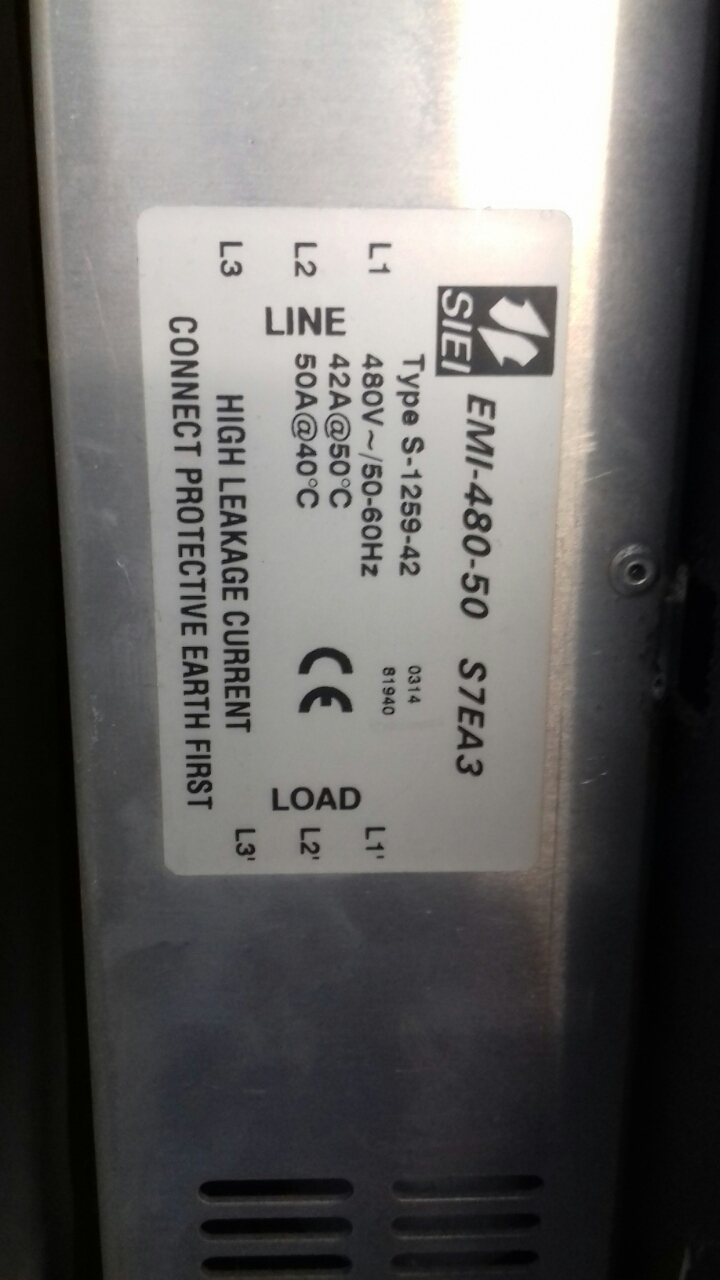 SIEI
EMI-480-50 S7EA3
Type S-1259-42
0314
81940
L1
480V~/50-60Hz
L1'
L2
LINE
42A@50°C
50A@40°C
CE
LOAD
L2'
L3
HIGH LEAKAGE CURRENT
L3'
CONNECT PROTECTIVE EARTH FIRST